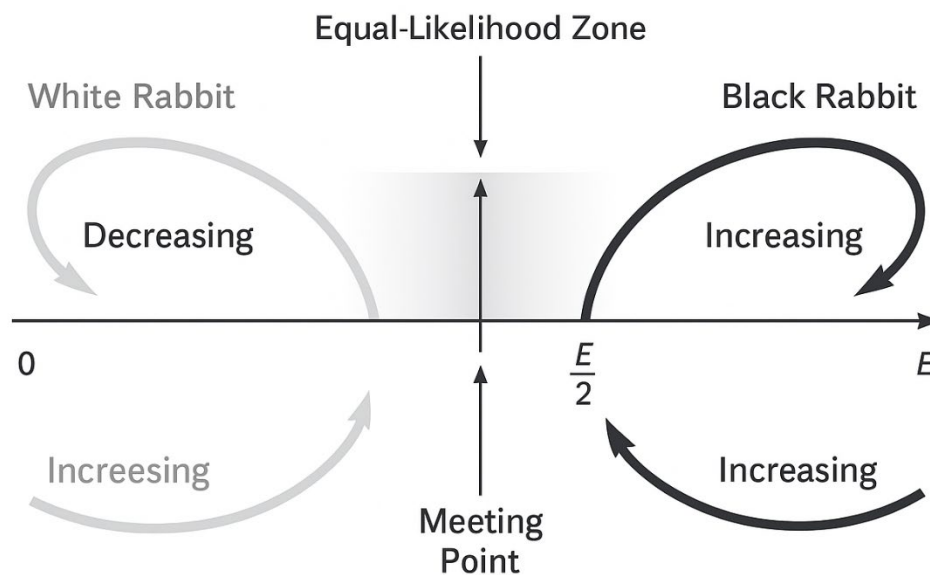 Equal-Likelihood Zone
White Rabbit
Black Rabbit
Decreasing
Increasing
0
E
2
E
Increesing
Increasing
Meeting
Point